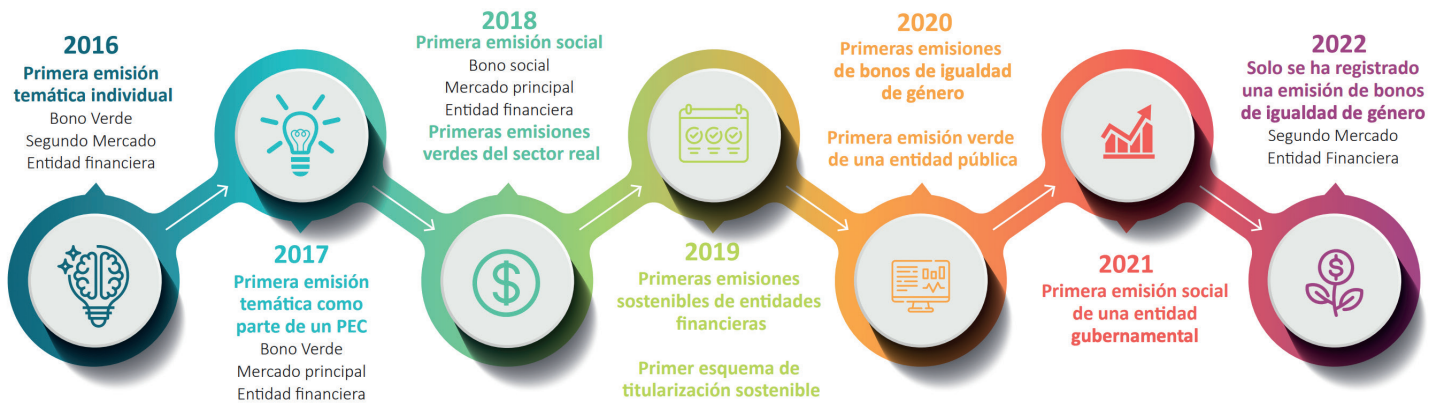 2016
Primera emisión
temática individual
Bono Verde
Segundo Mercado
Entidad financiera
2017
Primera emisión
temática como
parte de un PEC
Bono Verde
Mercado principal
Entidad financiera
2018
Primera emisión social
Bono social
Mercado principal
Entidad financiera
Primeras emisiones
verdes del sector real
2019
Primeras emisiones
sostenibles de entidades
financieras
Primer esquema de
titularización sostenible
2020
Primeras emisiones
de bonos de igualdad
de género
Primera emisión verde
de una entidad pública
2021
Primera emisión social
de una entidad
gubernamental
2022
Solo se ha registrado
una emisión de bonos
de igualdad de género
Segundo Mercado
Entidad Financiera